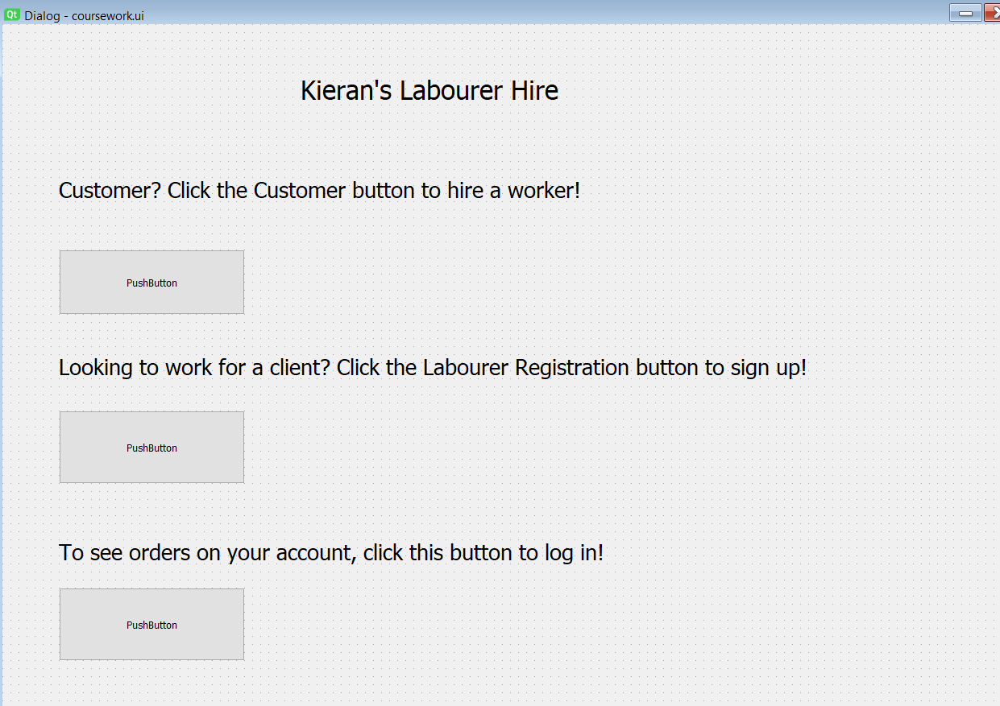 Qt Dialog - coursework.ui
Kieran's Labourer Hire
Customer? Click the Customer button to hire a worker!
PushButton
Looking to work for a client? Click the Labourer Registration button to sign up!
PushButton
To see orders on your account, click this button to log in!
PushButton